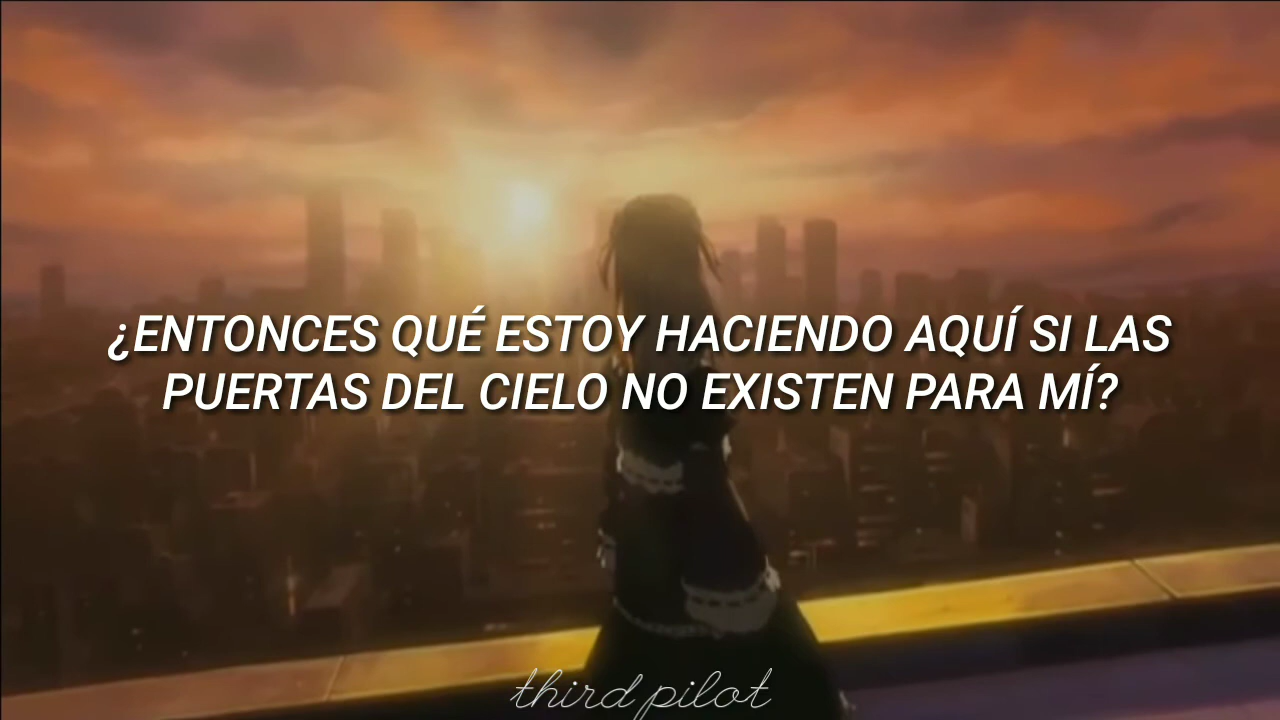 ¿ENTONCES QUÉ ESTOY HACIENDO AQUÍ SI LAS
PUERTAS DEL CIELO NO EXISTEN PARA MÍ?
third pilot